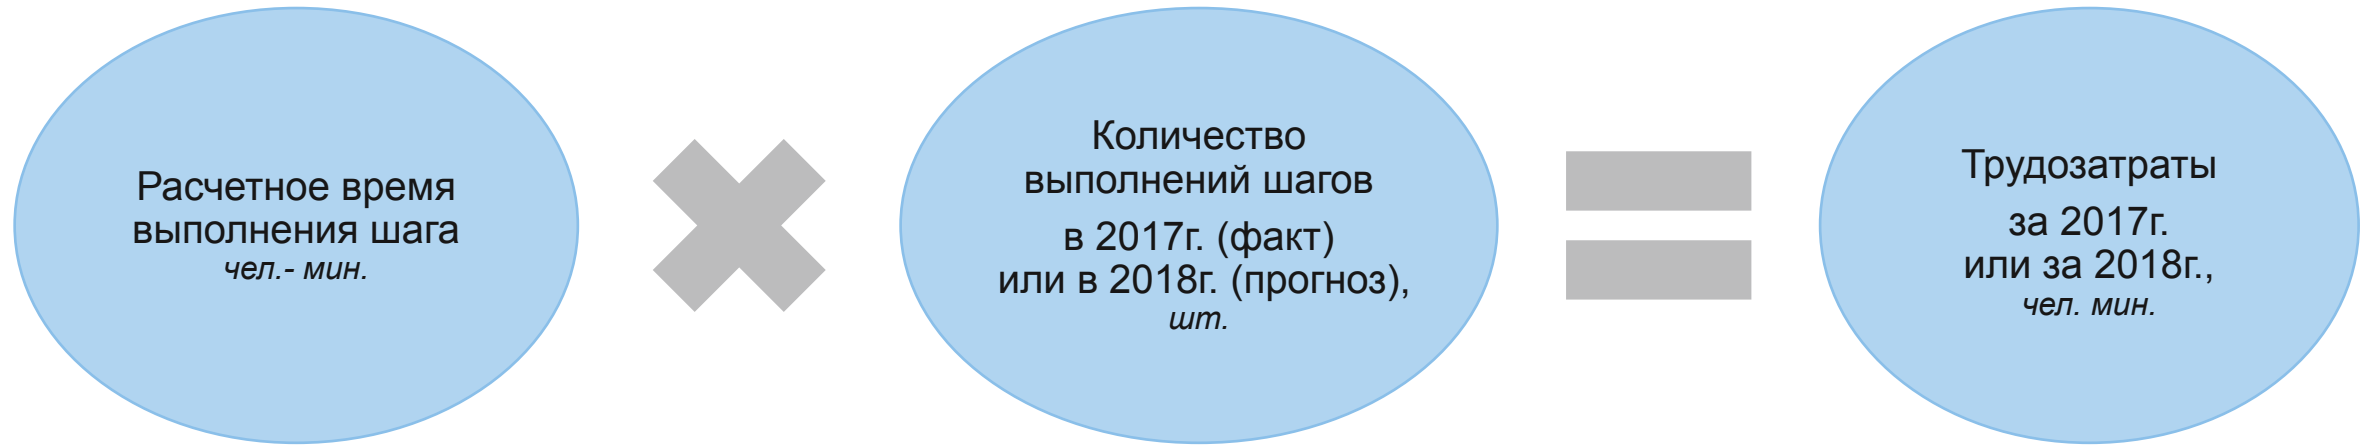 Расчетное время
выполнения шага
чел.- мин.
Количество
выполнений шагов
в 2017г. (факт)
или в 2018г. (прогноз),
шт.
Трудозатраты
за 2017г.
или за 2018г.,
чел. мин.